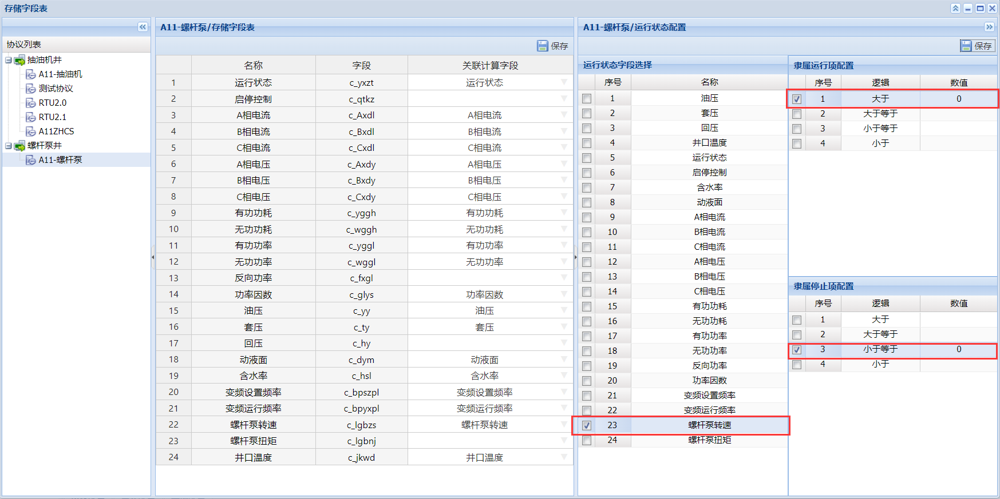 存储字段表
协议列表
抽油机井
A11-抽油机
测试协议
RTU2.0
RTU2.1
A11ZHCS
螺杆泵井
A11-螺杆泵
A11-螺杆泵/存储字段表
保存
名称 字段 关联计算字段
1 运行状态 c_yxzt 运行状态
2 启停控制 c_qtkz
3 A相电流 c_Axdl A相电流
4 B相电流 c_Bxdl B相电流
5 C相电流 c_Cxdl C相电流
6 A相电压 c_Axdy A相电压
7 B相电压 c_Bxdy B相电压
8 C相电压 c_Cxdy C相电压
9 有功功耗 c_yggh 有功功耗
10 无功功耗 c_wggh 无功功耗
11 有功功率 c_yggl 有功功率
12 无功功率 c_wggl 无功功率
13 反向功率 c_fxgl
14 功率因数 c_glys 功率因数
15 油压 c_yy 油压
16 套压 c_ty 套压
17 回压 c_hy
18 动液面 c_dym 动液面
19 含水率 c_hsl 含水率
20 变频设置频率 c_bpszpl 变频设置频率
21 变频运行频率 c_bpyxpl 变频运行频率
22 螺杆泵转速 c_lgbzs 螺杆泵转速
23 螺杆泵扭矩 c_lgbnj
24 井口温度 c_jkwd 井口温度
A11-螺杆泵/运行状态配置
保存
运行状态字段选择
序号 名称
1 油压
2 套压
3 回压
4 井口温度
5 运行状态
6 启停控制
7 含水率
8 动液面
9 A相电流
10 B相电流
11 C相电流
12 A相电压
13 B相电压
14 C相电压
15 有功功耗
16 无功功耗
17 有功功率
18 无功功率
19 反向功率
20 功率因数
21 变频设置频率
22 变频运行频率
23 螺杆泵转速
24 螺杆泵扭矩
隶属运行项配置
序号 逻辑 数值
1 大于 0
2 大于等于
3 小于等于
4 小于
隶属停止项配置
序号 逻辑 数值
1 大于
2 大于等于
3 小于等于 0
4 小于